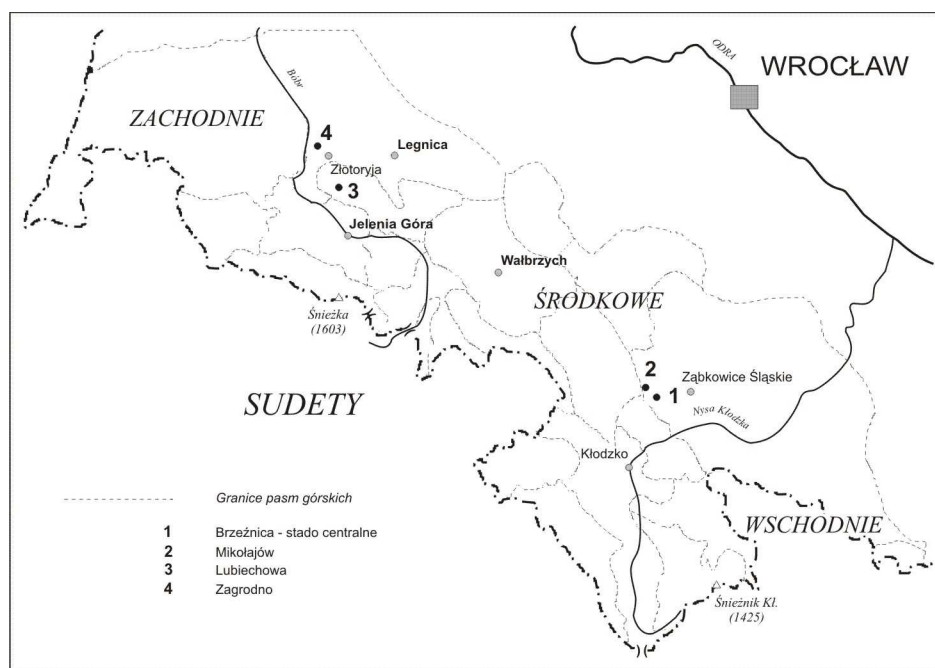 ODRA
WROCŁAW
Bóbr
ZACHODNIE
4
Legnica
Złotoryja
3
Jelenia Góra
Wałbrzych
ŚRODKOWE
Śnieżka
(1603)
2
Ząbkowice Śląskie
1
SUDETY
Nysa Kłodzka
Kłodzko
Granice pasm górskich
WSCHODNIE
1 Brzeźnica - stado centralne
2 Mikołajów
3 Lubiechowa
4 Zagrodno
Śnieżnik Kł.
(1425)